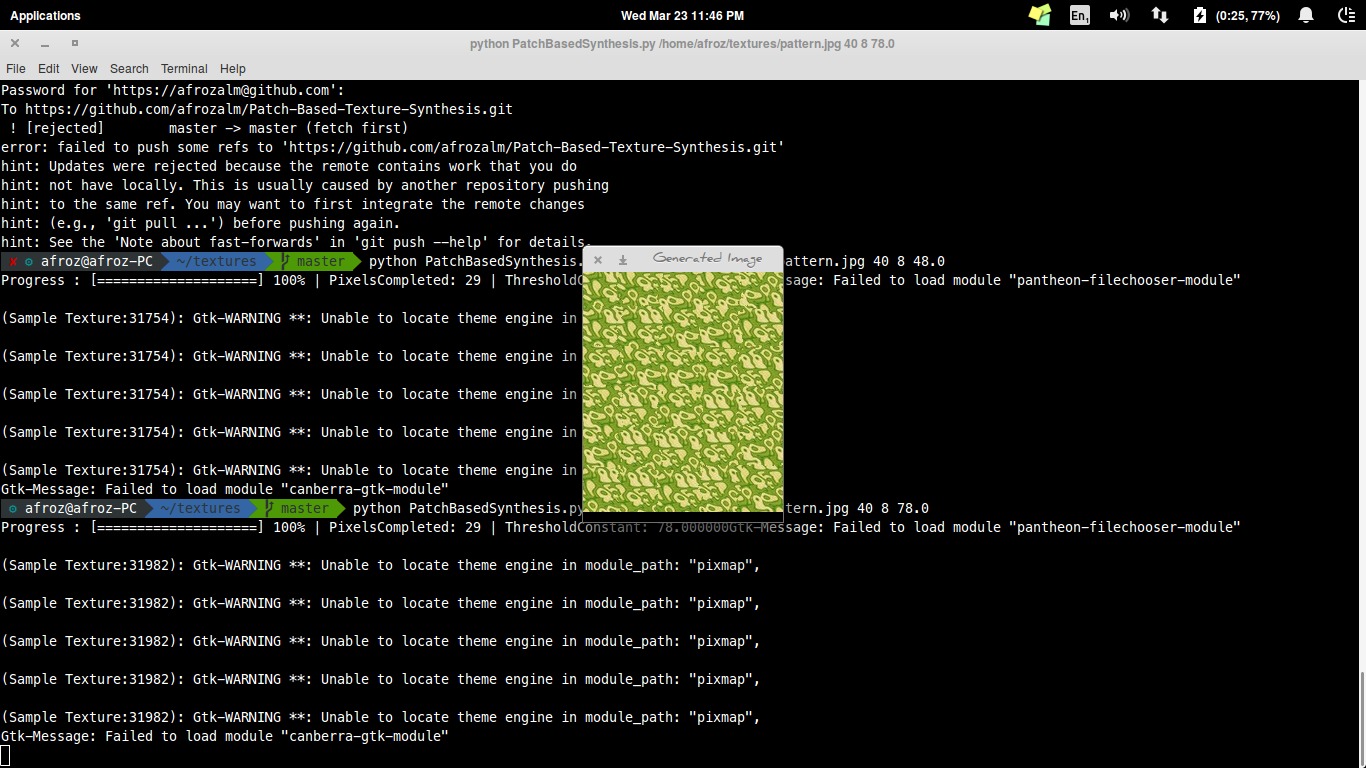 Applications
Wed Mar 23 11:46 PM
En1
(0:25, 77%)
python PatchBasedSynthesis.py /home/afroz/textures/pattern.jpg 40 8 78.0
File Edit View Search Terminal Help
Password for 'https://afrozalm@github.com':
To https://github.com/afrozalm/Patch-Based-Texture-Synthesis.git
! [rejected] master -> master (fetch first)
error: failed to push some refs to 'https://github.com/afrozalm/Patch-Based-Texture-Synthesis.git'
hint: Updates were rejected because the remote contains work that you do
hint: not have locally. This is usually caused by another repository pushing
hint: to the same ref. You may want to first integrate the remote changes
hint: (e.g., 'git pull ...') before pushing again.
hint: See the 'Note about fast-forwards' in 'git push --help' for details.
✘ ⚙ afroz@afroz-PC ~/textures master python PatchBasedSynthesis. attern.jpg 40 8 48.0
Generated Image
Progress : [====================] 100% | PixelsCompleted: 29 | Threshold sage: Failed to load module "pantheon-filechooser-module"
(Sample Texture:31754): Gtk-WARNING **: Unable to locate theme engine in
(Sample Texture:31754): Gtk-WARNING **: Unable to locate theme engine in
(Sample Texture:31754): Gtk-WARNING **: Unable to locate theme engine in
(Sample Texture:31754): Gtk-WARNING **: Unable to locate theme engine in
(Sample Texture:31754): Gtk-WARNING **: Unable to locate theme engine in
Gtk-Message: Failed to load module "canberra-gtk-module"
⚙ afroz@afroz-PC ~/textures master python PatchBasedSynthesis.py tern.jpg 40 8 78.0
Progress : [====================] 100% | PixelsCompleted: 29 | ThresholdConstant: 78.000000Gtk-Message: Failed to load module "pantheon-filechooser-module"
(Sample Texture:31982): Gtk-WARNING **: Unable to locate theme engine in module_path: "pixmap",
(Sample Texture:31982): Gtk-WARNING **: Unable to locate theme engine in module_path: "pixmap",
(Sample Texture:31982): Gtk-WARNING **: Unable to locate theme engine in module_path: "pixmap",
(Sample Texture:31982): Gtk-WARNING **: Unable to locate theme engine in module_path: "pixmap",
(Sample Texture:31982): Gtk-WARNING **: Unable to locate theme engine in module_path: "pixmap",
Gtk-Message: Failed to load module "canberra-gtk-module"